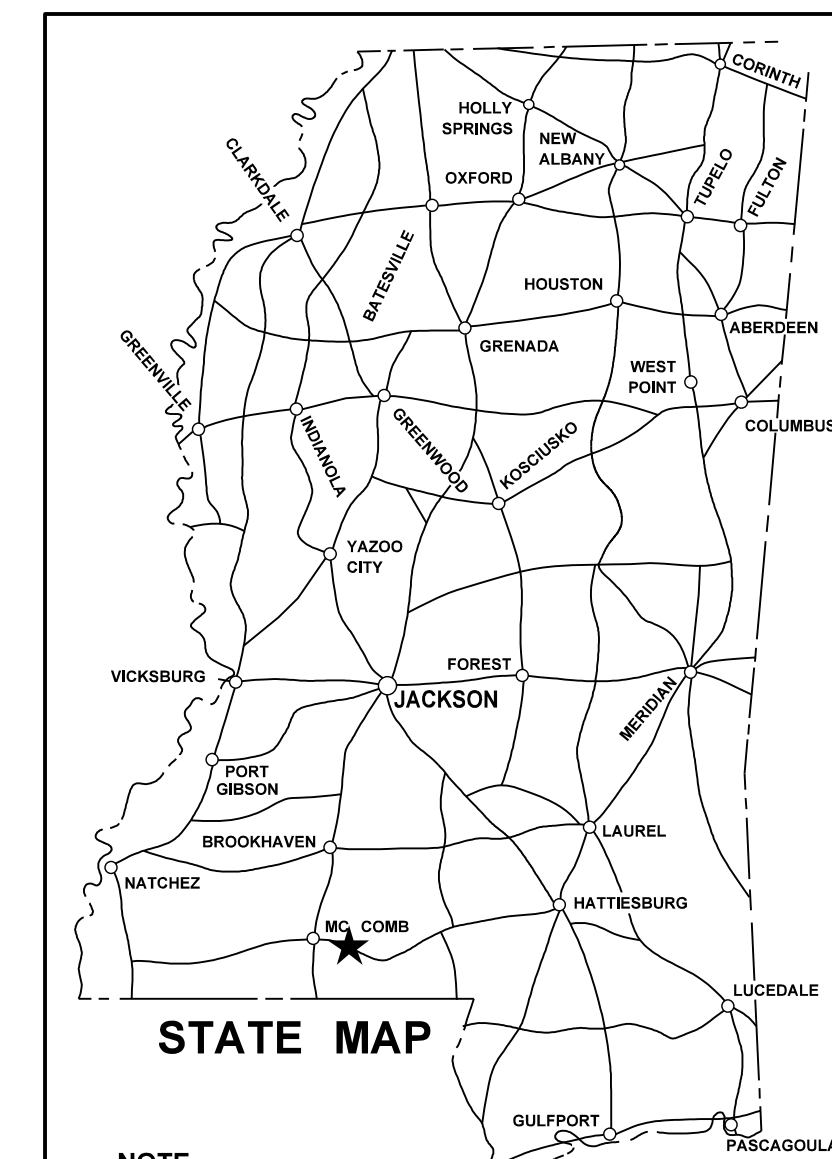 CORINTH
HOLLY
SPRINGS
NEW
ALBANY
CLARKDALE
OXFORD
TUPELO
FULTON
BATESVILLE
HOUSTON
ABERDEEN
GREENVILLE
GRENADA
WEST
POINT
COLUMBUS
INDIANOLA
GREENWOOD
KOSCIUSKO
YAZOO
CITY
VICKSBURG
FOREST
JACKSON
MERIDIAN
PORT
GIBSON
BROOKHAVEN
LAUREL
NATCHEZ
HATTIESBURG
MC COMB
LUCEDALE
STATE MAP
GULFPORT
PASCAGOULA
NOTE